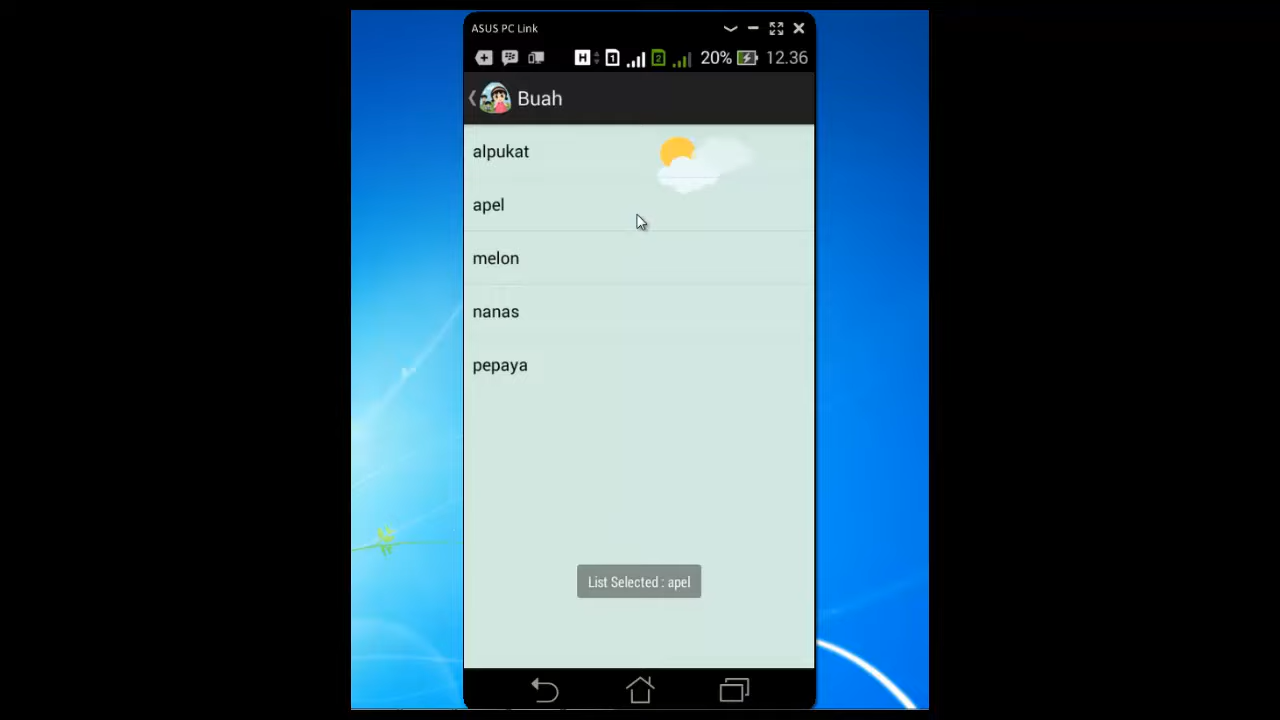 ASUS PC Link
H 1 2 20% 12.36
Buah
alpukat
apel
melon
nanas
pepaya
List Selected : apel